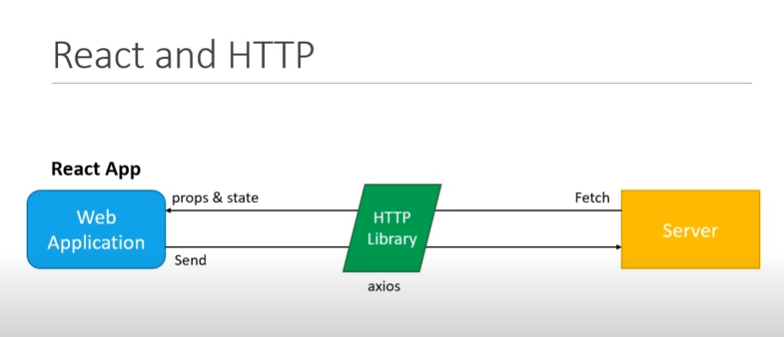 React and HTTP
React App
props & state
Fetch
Web
Application
HTTP
Library
Server
Send
axios